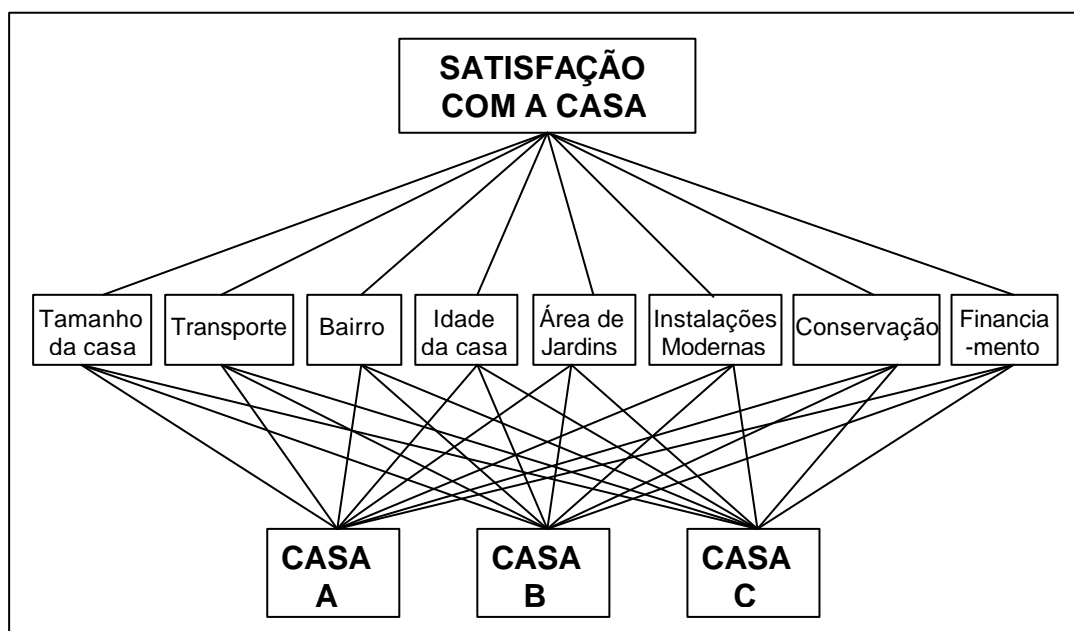 SATISFAÇÃO
COM A CASA
Tamanho
da casa
Transporte
Bairro
Idade
da casa
Área de
Jardins
Instalações
Modernas
Conservação
Financia
-mento
CASA
A
CASA
B
CASA
C